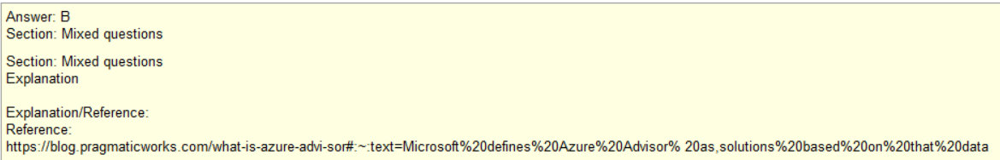 Answer: B
Section: Mixed questions
Section: Mixed questions
Explanation
Explanation/Reference:
Reference:
https://blog.pragmaticworks.com/what-is-azure-advi-sor#:~:text=Microsoft%20defines%20Azure%20Advisor% 20as,solutions%20based%20on%20that%20data